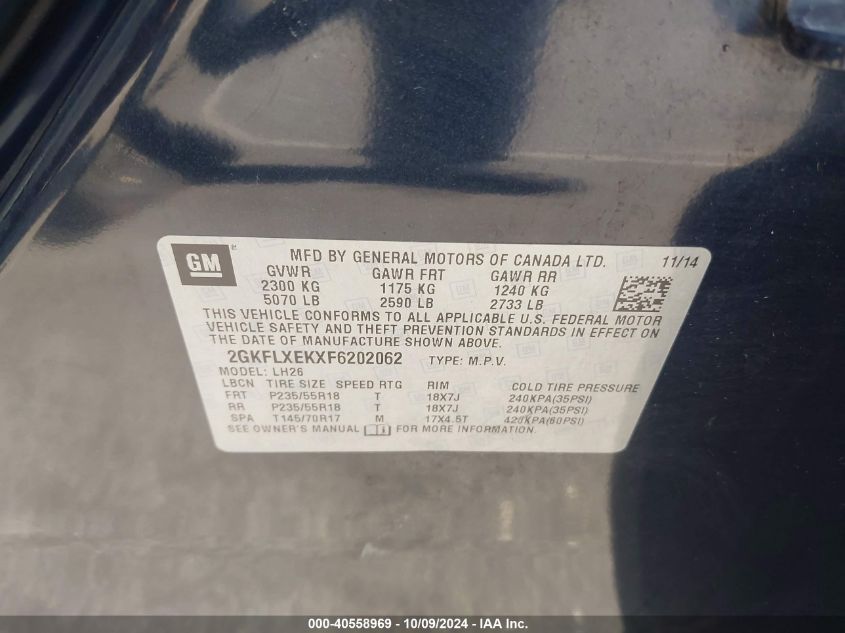 GM
MFD BY GENERAL MOTORS OF CANADA LTD. 11/14
GVWR GAWR FRT GAWR RR
2300 KG 1175 KG 1240 KG
5070 LB 2590 LB 2733 LB
THIS VEHICLE CONFORMS TO ALL APPLICABLE U.S. FEDERAL MOTOR
VEHICLE SAFETY AND THEFT PREVENTION STANDARDS IN EFFECT ON
THE DATE OF MANUFACTURE SHOWN ABOVE.
2GKFLXEKXF6202062 TYPE: M.P.V.
MODEL: LH26
LBCN TIRE SIZE SPEED RTG RIM COLD TIRE PRESSURE
FRT P235/55R18 T 18X7J 240KPA(35PSI)
RR P235/55R18 T 18X7J 240KPA(35PSI)
SPA T145/70R17 M 17X4.5T 420KPA(60PSI)
SEE OWNER'S MANUAL FOR MORE INFORMATION.
000-40558969 - 10/09/2024 - IAA Inc.